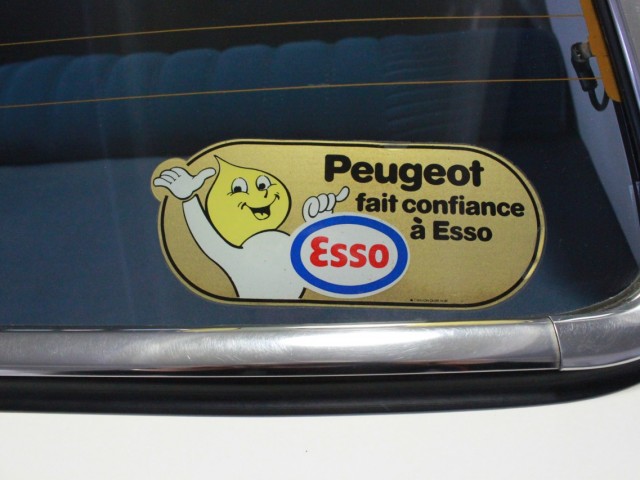 Peugeot
fait confiance
à Esso
Esso